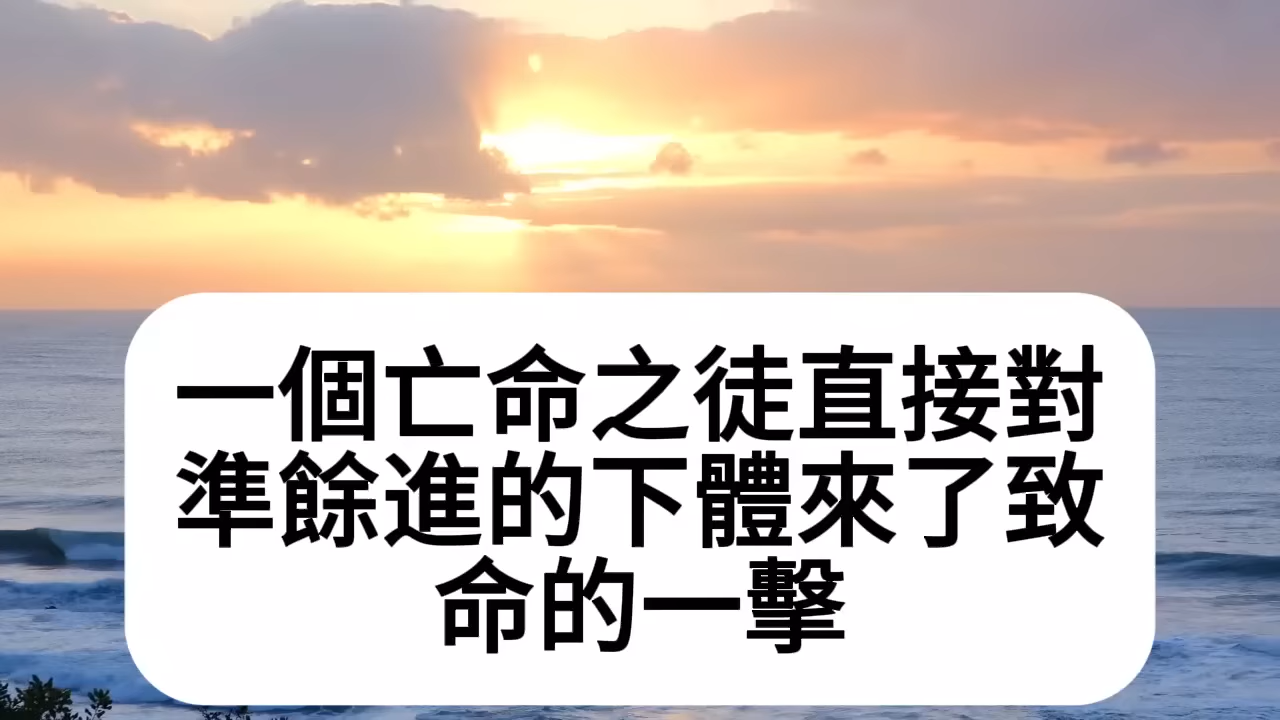 一個亡命之徒直接對
準餘進的下體來了致
命的一擊